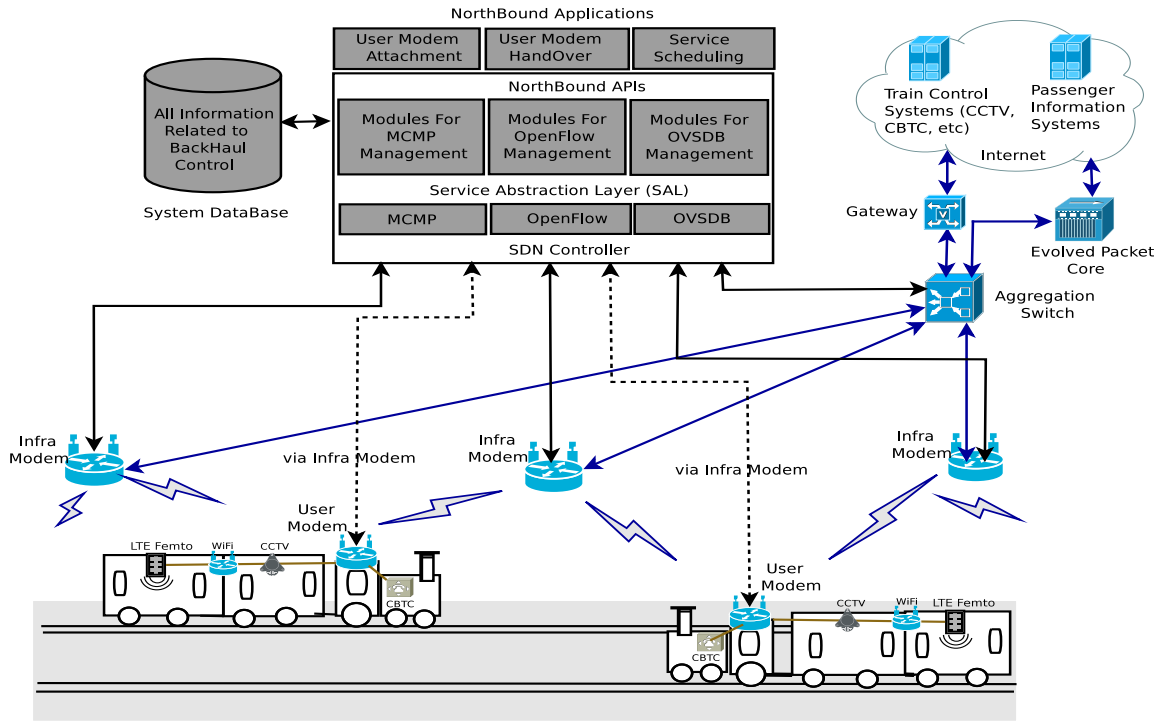 NorthBound Applications
User Modem
Attachment
User Modem
HandOver
Service
Scheduling
NorthBound APIs
Modules For
MCMP
Management
Modules For
OpenFlow
Management
Modules For
OVSDB
Management
Service Abstraction Layer (SAL)
MCMP
OpenFlow
OVSDB
SDN Controller
All Information
Related to
BackHaul
Control
System DataBase
Train Control
Systems (CCTV,
CBTC, etc)
Passenger
Information
Systems
Internet
Gateway
Evolved Packet
Core
Aggregation
Switch
Infra
Modem
via Infra Modem
Infra
Modem
via Infra Modem
Infra
Modem
User
Modem
LTE Femto
WiFi
CCTV
CBTC
User
Modem
CBTC
CCTV
WiFi
LTE Femto